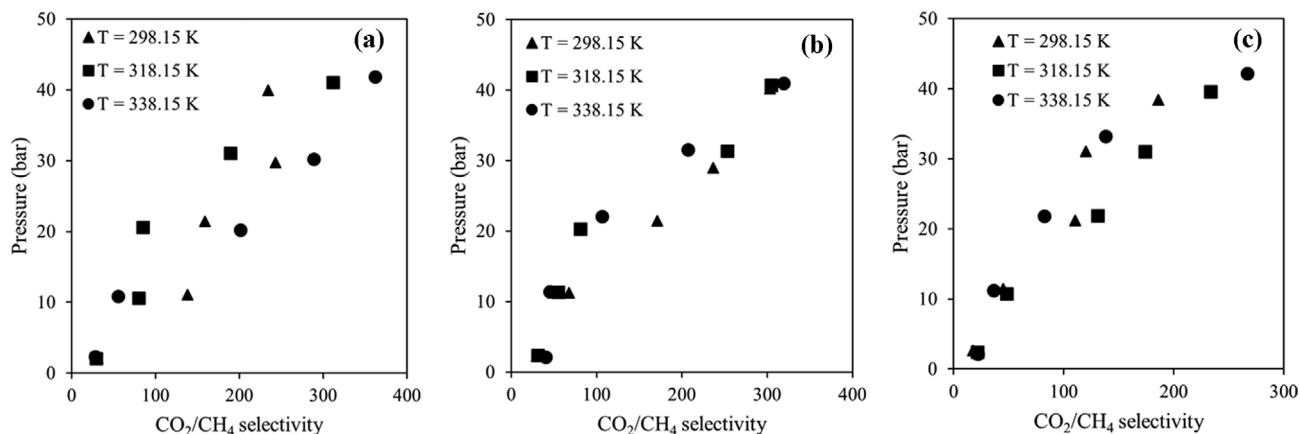 (a)
T = 298.15 K
T = 318.15 K
T = 338.15 K
Pressure (bar)
50
40
30
20
10
0
0 100 200 300 400
CO₂/CH₄ selectivity
(b)
T = 298.15 K
T = 318.15 K
T = 338.15 K
Pressure (bar)
50
40
30
20
10
0
0 100 200 300 400
CO₂/CH₄ selectivity
(c)
T = 298.15 K
T = 318.15 K
T = 338.15 K
Pressure (bar)
50
40
30
20
10
0
0 100 200 300
CO₂/CH₄ selectivity